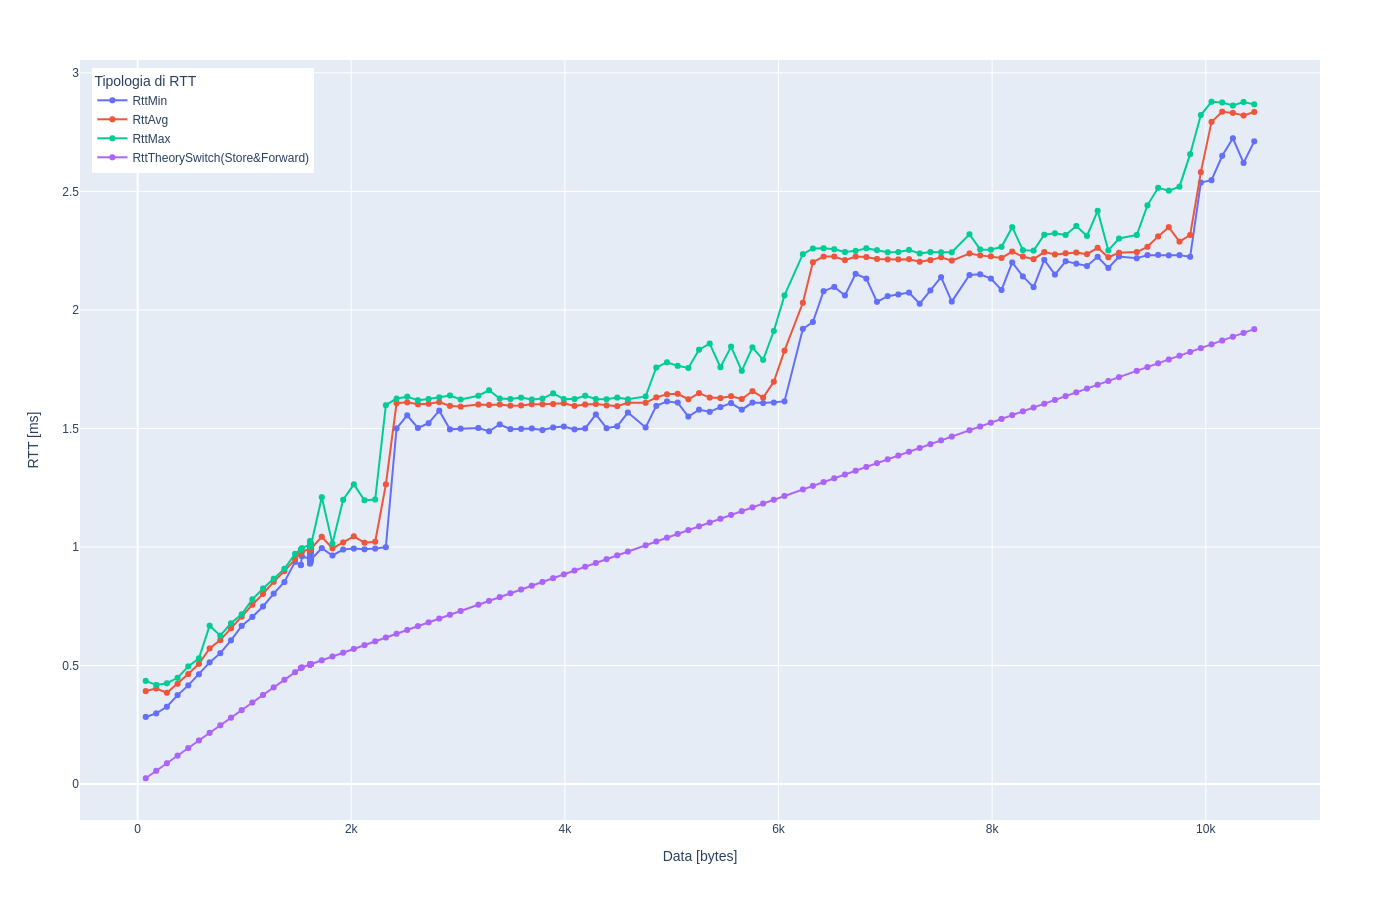 Tipologia di RTT
RttMin
RttAvg
RttMax
RttTheorySwitch(Store&Forward)
3
2.5
2
1.5
1
0.5
0
RTT [ms]
0 2k 4k 6k 8k 10k
Data [bytes]